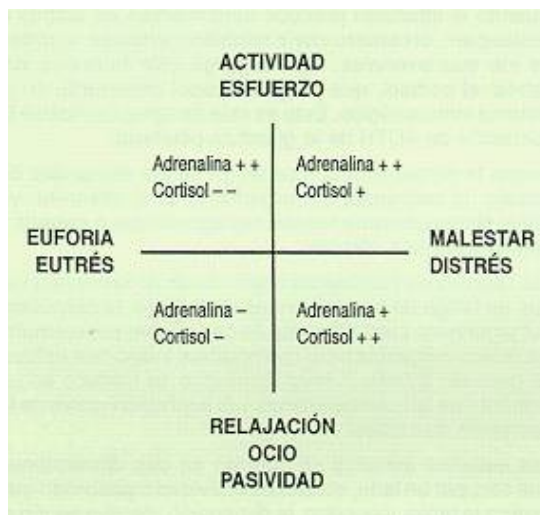 ACTIVIDAD
ESFUERZO
Adrenalina + +
Cortisol – –
Adrenalina + +
Cortisol +
EUFORIA
EUTRÉS
MALESTAR
DISTRÉS
Adrenalina –
Cortisol –
Adrenalina +
Cortisol + +
RELAJACIÓN
OCIO
PASIVIDAD